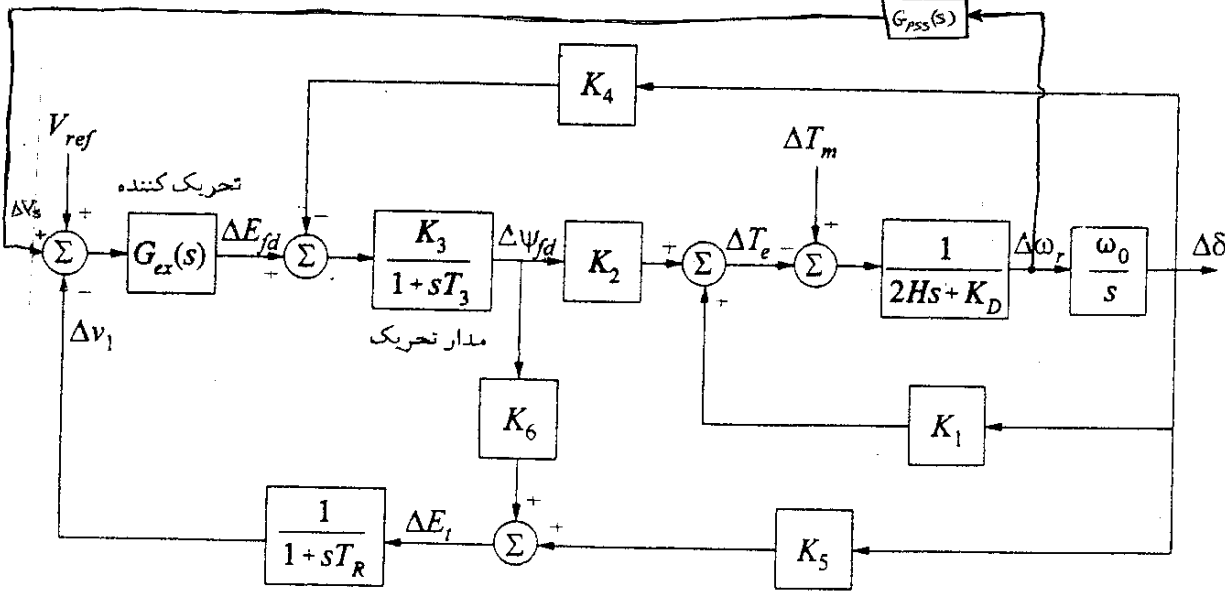 G_PSS(s)
K_4
V_ref
ΔT_m
تحریک کننده
ΔV_s
+
+
Σ
−
G_ex(s)
ΔE_fd
−
+
Σ
K_3
1 + sT_3
Δψ_fd
K_2
+
Σ
+
ΔT_e
−
+
Σ
1
2Hs + K_D
Δω_r
ω_0
s
Δδ
مدار تحریک
Δv_1
K_6
K_1
+
+
Σ
ΔE_t
1
1 + sT_R
K_5